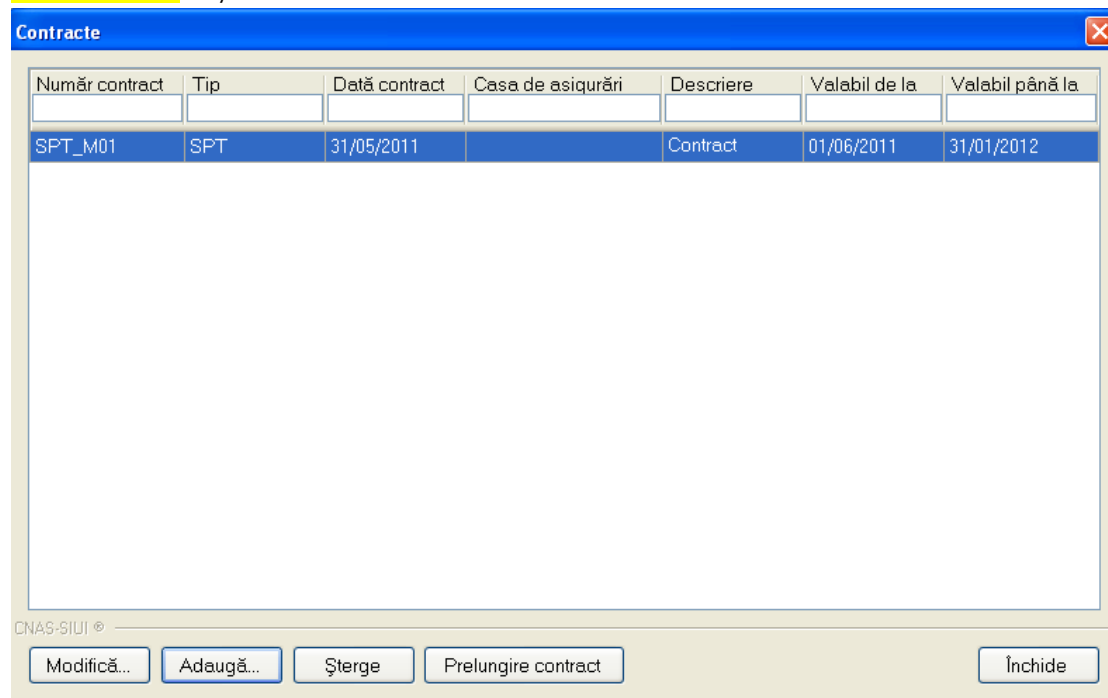 Contracte
Număr contract Tip Dată contract Casa de asigurări Descriere Valabil de la Valabil până la
SPT_M01 SPT 31/05/2011 Contract 01/06/2011 31/01/2012
CNAS-SIUI ®
Modifică... Adaugă... Şterge Prelungire contract Închide